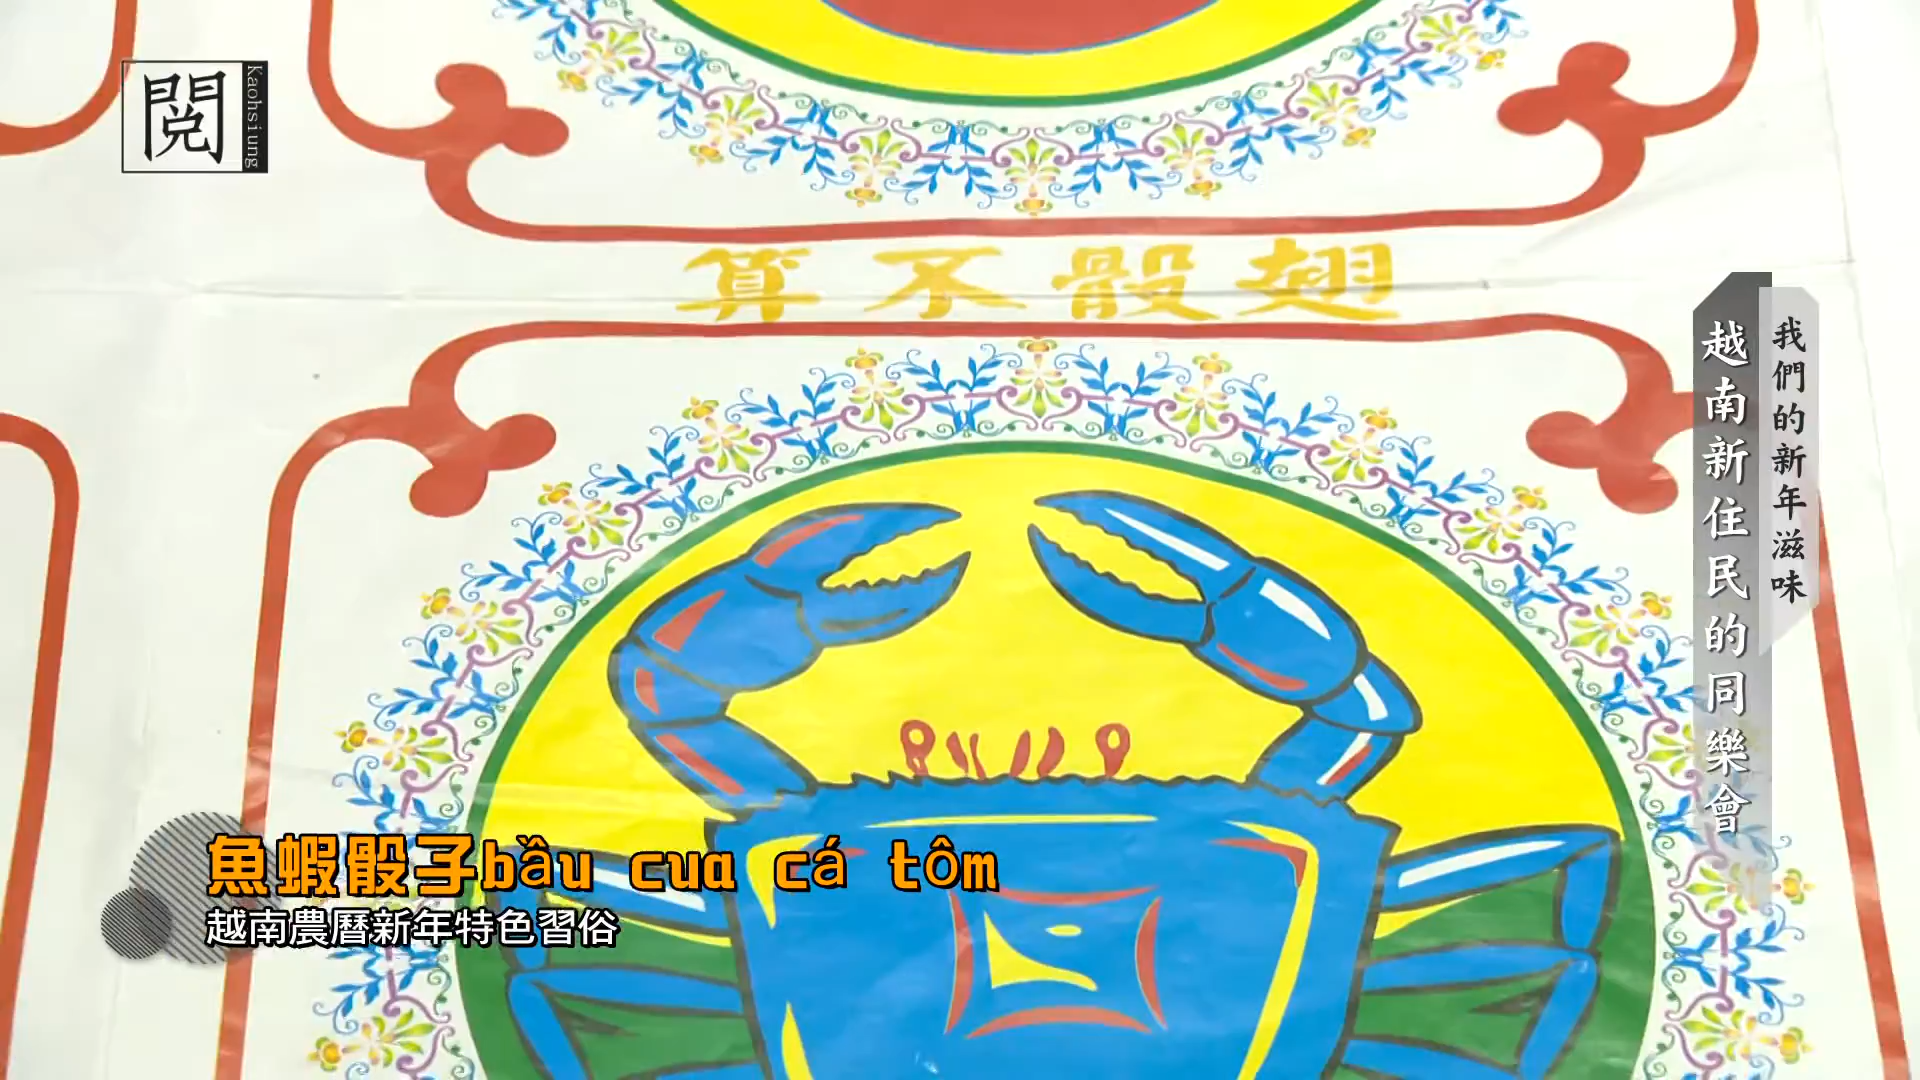 閱
Kaohsiung
算不骰翅
我們的新年滋味
越南新住民的同樂會
魚蝦骰子bầu cua cá tôm
越南農曆新年特色習俗